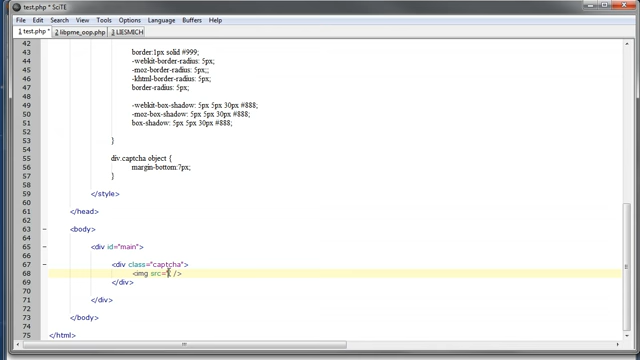 test.php * SciTE
File Edit Search View Tools Options Language Buffers Help
1 test.php * 2 libpme_oop.php 3 LIESMICH
42
43 border:1px solid #999;
44 -webkit-border-radius: 5px;
45 -moz-border-radius: 5px;;
46 -khtml-border-radius: 5px;
47 border-radius: 5px;
48
49 -webkit-box-shadow: 5px 5px 30px #888;
50 -moz-box-shadow: 5px 5px 30px #888;
51 box-shadow: 5px 5px 30px #888;
52
53 }
54
55 div.captcha object {
56 margin-bottom:7px;
57 }
58
59 </style>
60
61 </head>
62
63 <body>
64
65 <div id="main">
66
67 <div class="captcha">
68 <img src=" />
69 </div>
70
71 </div>
72
73 </body>
74
75 </html>